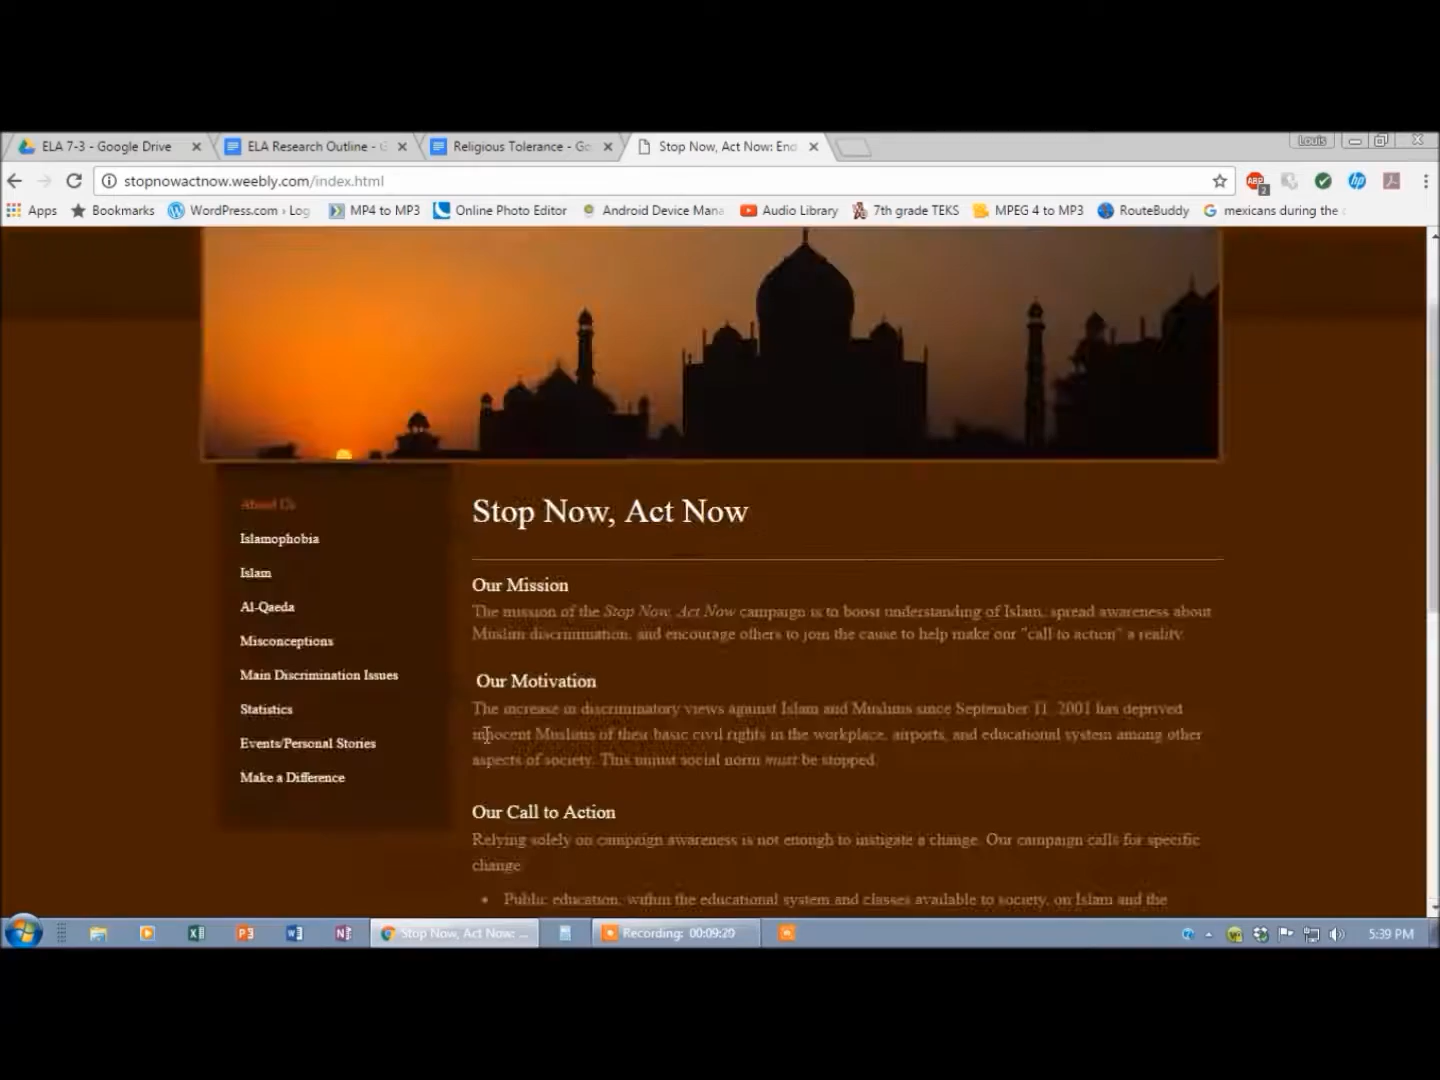 ELA 7-3 - Google Drive
ELA Research Outline - G
Religious Tolerance - Go
Stop Now, Act Now: End
Louis
stopnowactnow.weebly.com/index.html
ABP
2
hp
Apps
Bookmarks
WordPress.com › Log
MP4 to MP3
Online Photo Editor
Android Device Mana
Audio Library
7th grade TEKS
MPEG 4 to MP3
RouteBuddy
mexicans during the
About Us
Islamophobia
Islam
Al-Qaeda
Misconceptions
Main Discrimination Issues
Statistics
Events/Personal Stories
Make a Difference
Stop Now, Act Now
Our Mission
The mission of the Stop Now, Act Now campaign is to boost understanding of Islam, spread awareness about
Muslim discrimination, and encourage others to join the cause to help make our "call to action" a reality.
Our Motivation
The increase in discriminatory views against Islam and Muslims since September 11, 2001 has deprived
innocent Muslims of their basic civil rights in the workplace, airports, and educational system among other
aspects of society. This unjust social norm must be stopped.
Our Call to Action
Relying solely on campaign awareness is not enough to instigate a change. Our campaign calls for specific
change.
• Public education, within the educational system and classes available to society, on Islam and the
Stop Now, Act Now: ...
Recording: 00:09:20
5:39 PM